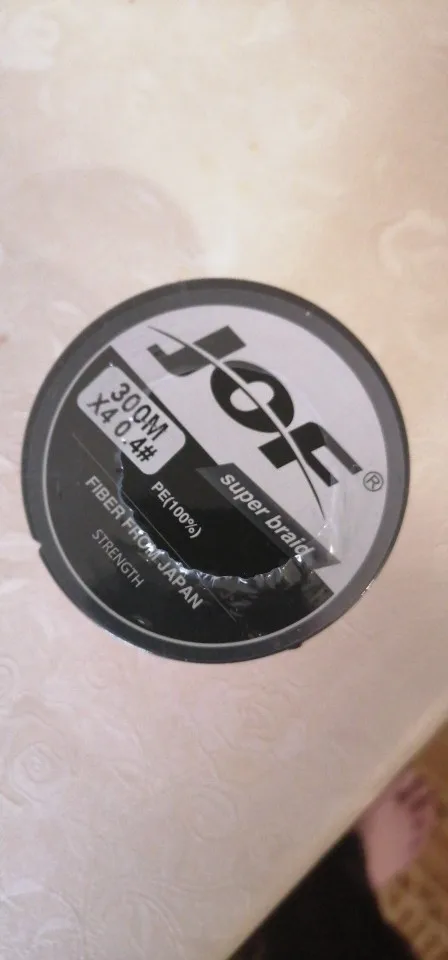 JOF®
300M
X4 0.4#
super braid
PE(100%)
FIBER FROM JAPAN
STRENGTH